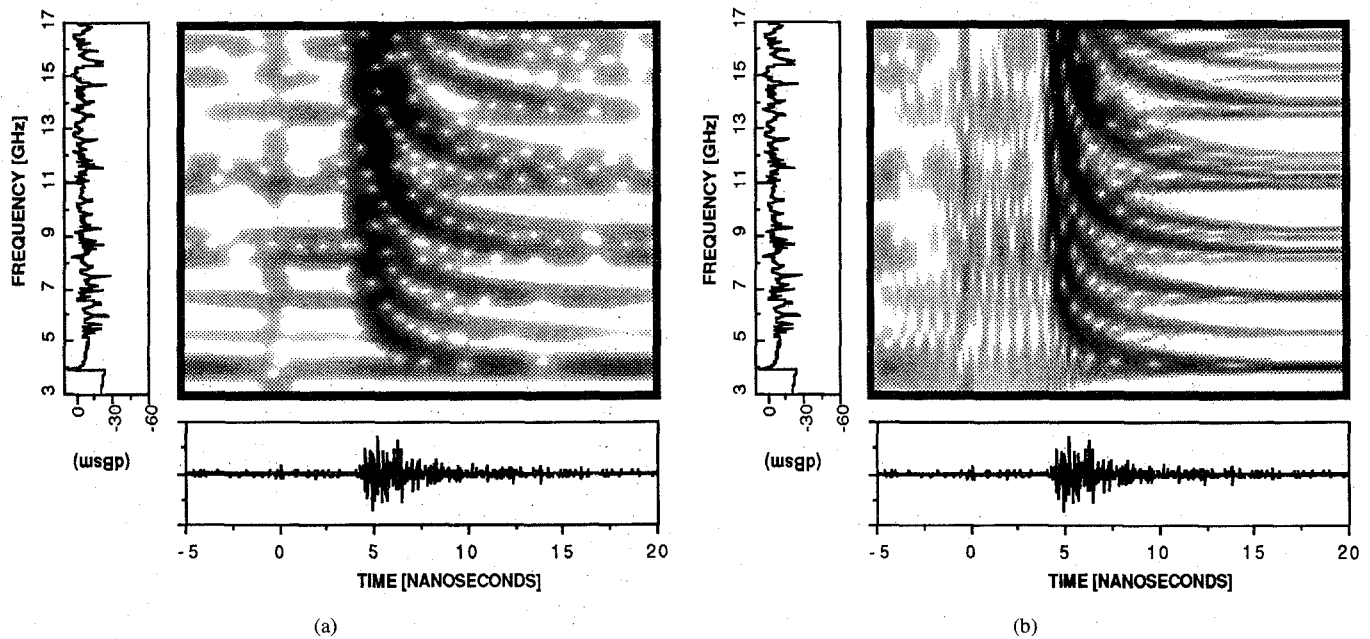 FREQUENCY [GHz]
17
15
13
11
9
7
5
3
0
-30
-60
(dBsm)
-5 0 5 10 15 20
TIME [NANOSECONDS]
(a)
FREQUENCY [GHz]
17
15
13
11
9
7
5
3
0
-30
-60
(dBsm)
-5 0 5 10 15 20
TIME [NANOSECONDS]
(b)